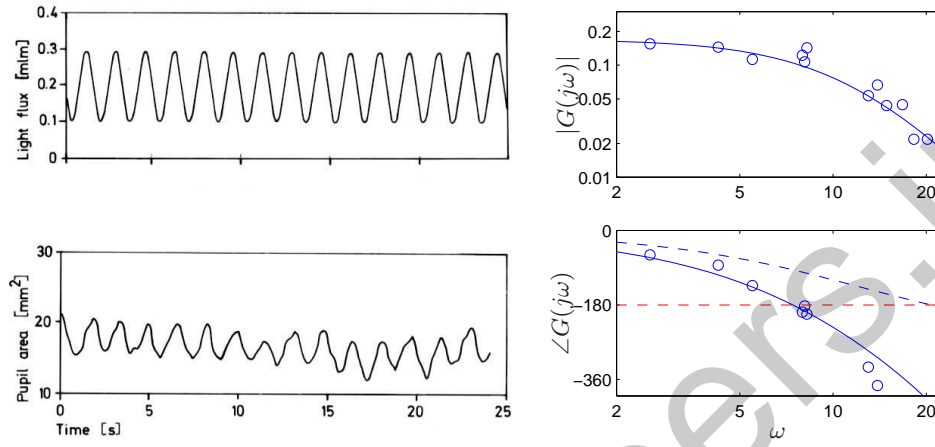 0.4
0.3
0.2
0.1
0
Light flux [mlm]
30
20
10
Pupil area [mm²]
0 5 10 15 20 25
Time [s]
0.2
0.1
0.05
0.02
0.01
|G(jω)|
2 5 10 20
0
−180
−360
∠G(jω)
2 5 10 20
ω